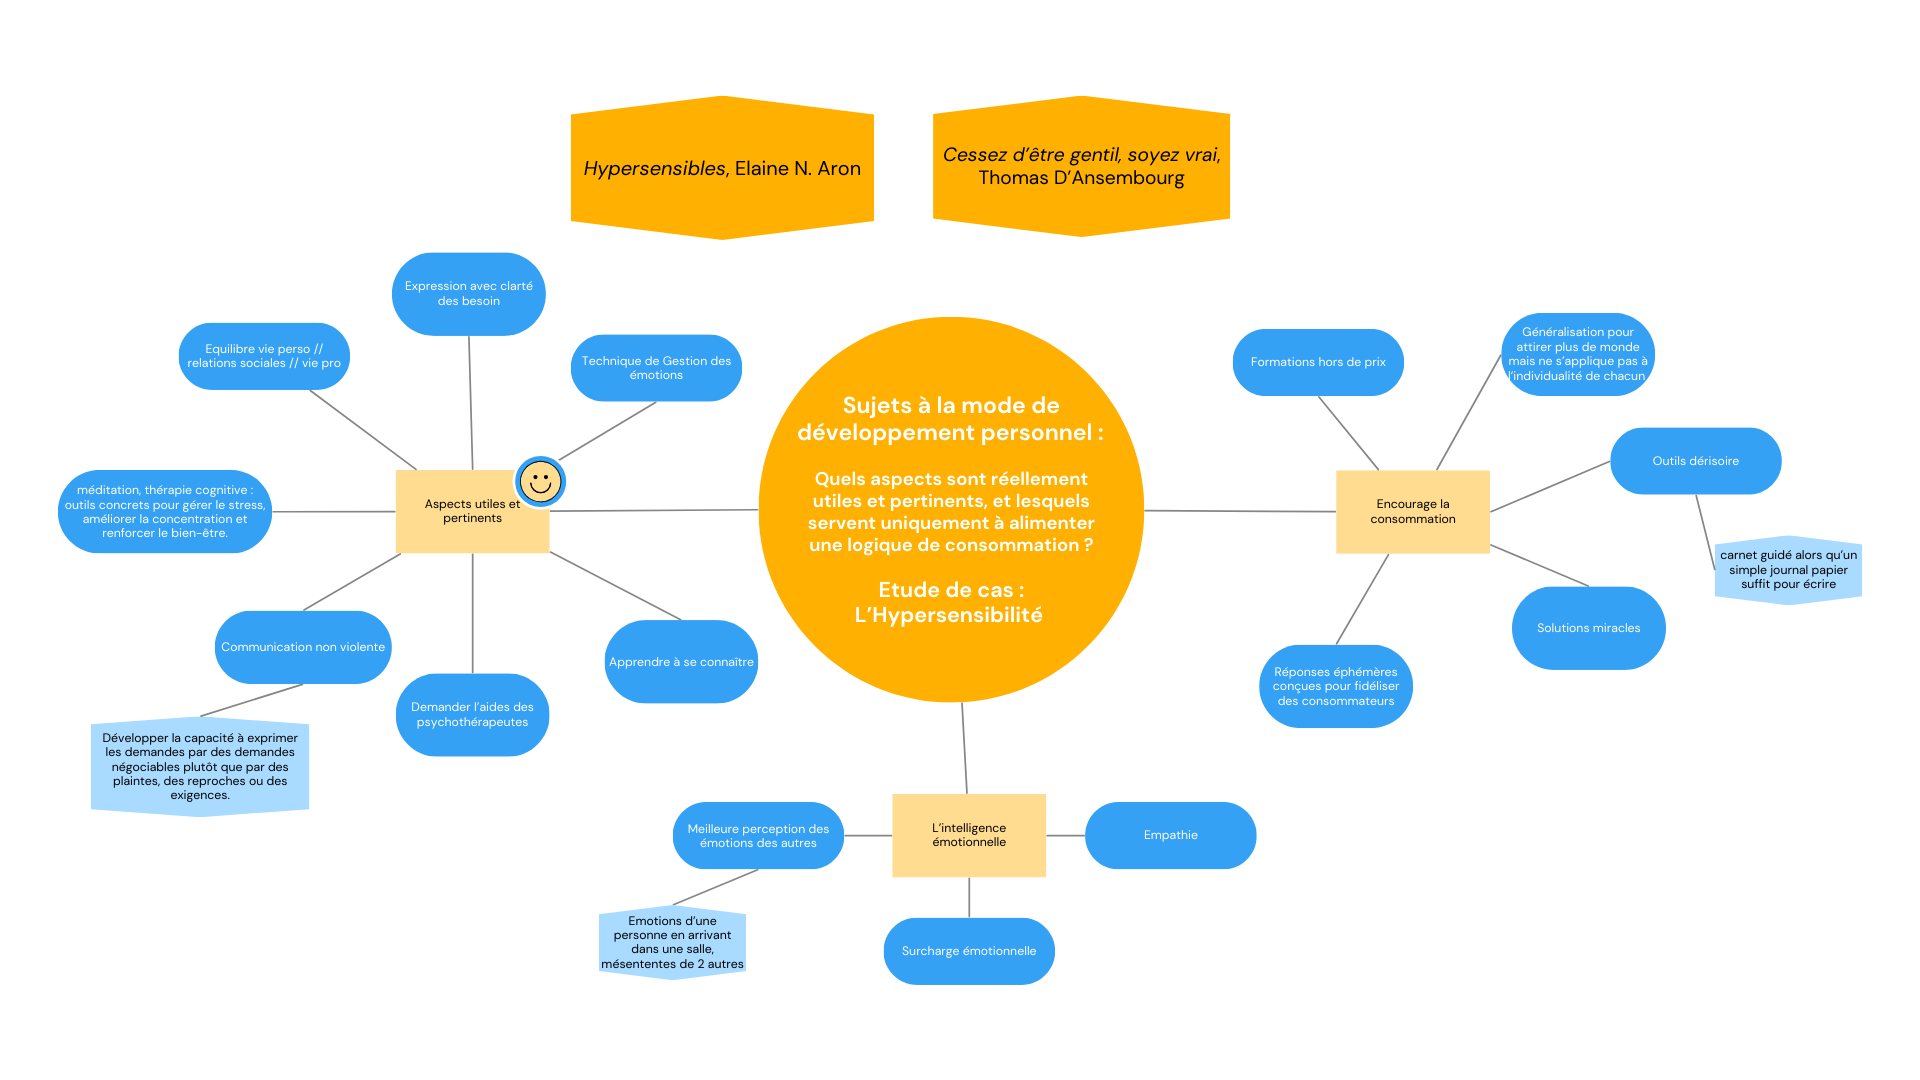 Hypersensibles, Elaine N. Aron
Cessez d'être gentil, soyez vrai,
Thomas D'Ansembourg
Expression avec clarté
des besoin
Equilibre vie perso //
relations sociales // vie pro
Technique de Gestion des
émotions
méditation, thérapie cognitive :
outils concrets pour gérer le stress,
améliorer la concentration et
renforcer le bien-être.
Aspects utiles et
pertinents
Communication non violente
Développer la capacité à exprimer
les demandes par des demandes
négociables plutôt que par des
plaintes, des reproches ou des
exigences.
Demander l'aides des
psychothérapeutes
Apprendre à se connaître
Sujets à la mode de
développement personnel :
Quels aspects sont réellement
utiles et pertinents, et lesquels
servent uniquement à alimenter
une logique de consommation ?
Etude de cas :
L'Hypersensibilité
Formations hors de prix
Généralisation pour
attirer plus de monde
mais ne s'applique pas à
l'individualité de chacun
Outils dérisoire
Encourage la
consommation
carnet guidé alors qu'un
simple journal papier
suffit pour écrire
Solutions miracles
Réponses éphémères
conçues pour fidéliser
des consommateurs
L'intelligence
émotionnelle
Meilleure perception des
émotions des autres
Empathie
Emotions d'une
personne en arrivant
dans une salle,
mésententes de 2 autres
Surcharge émotionnelle